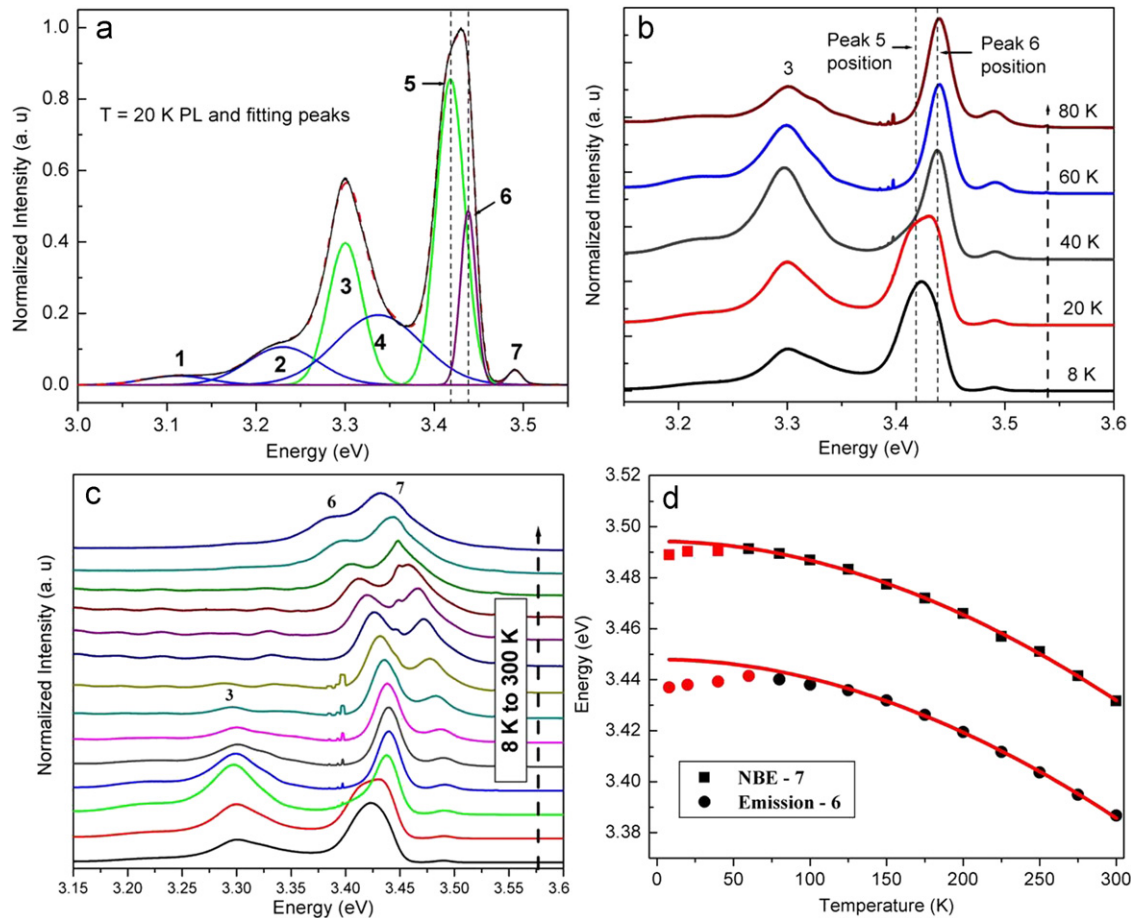 a
T = 20 K PL and fitting peaks
1
2
3
4
5
6
7
Normalized Intensity (a. u)
0.0
0.2
0.4
0.6
0.8
1.0
3.0 3.1 3.2 3.3 3.4 3.5
Energy (eV)
b
Peak 5
position
Peak 6
position
3
80 K
60 K
40 K
20 K
8 K
Normalized Intensity (a. u)
3.2 3.3 3.4 3.5 3.6
Energy (eV)
c
6
7
3
8 K to 300 K
Normalized Intensity (a. u)
3.15 3.20 3.25 3.30 3.35 3.40 3.45 3.50 3.55 3.60
Energy (eV)
d
3.52
3.50
3.48
3.46
3.44
3.42
3.40
3.38
Energy (eV)
NBE - 7
Emission - 6
0 25 50 75 100 125 150 175 200 225 250 275 300
Temperature (K)